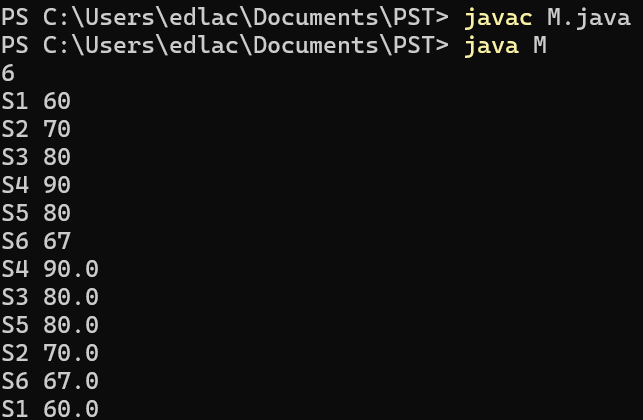 PS C:\Users\edlac\Documents\PST> javac M.java
PS C:\Users\edlac\Documents\PST> java M
6
S1 60
S2 70
S3 80
S4 90
S5 80
S6 67
S4 90.0
S3 80.0
S5 80.0
S2 70.0
S6 67.0
S1 60.0